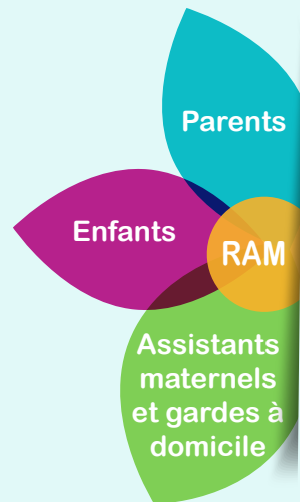 Parents
Enfants
RAM
Assistants
maternels
et gardes à
domicile